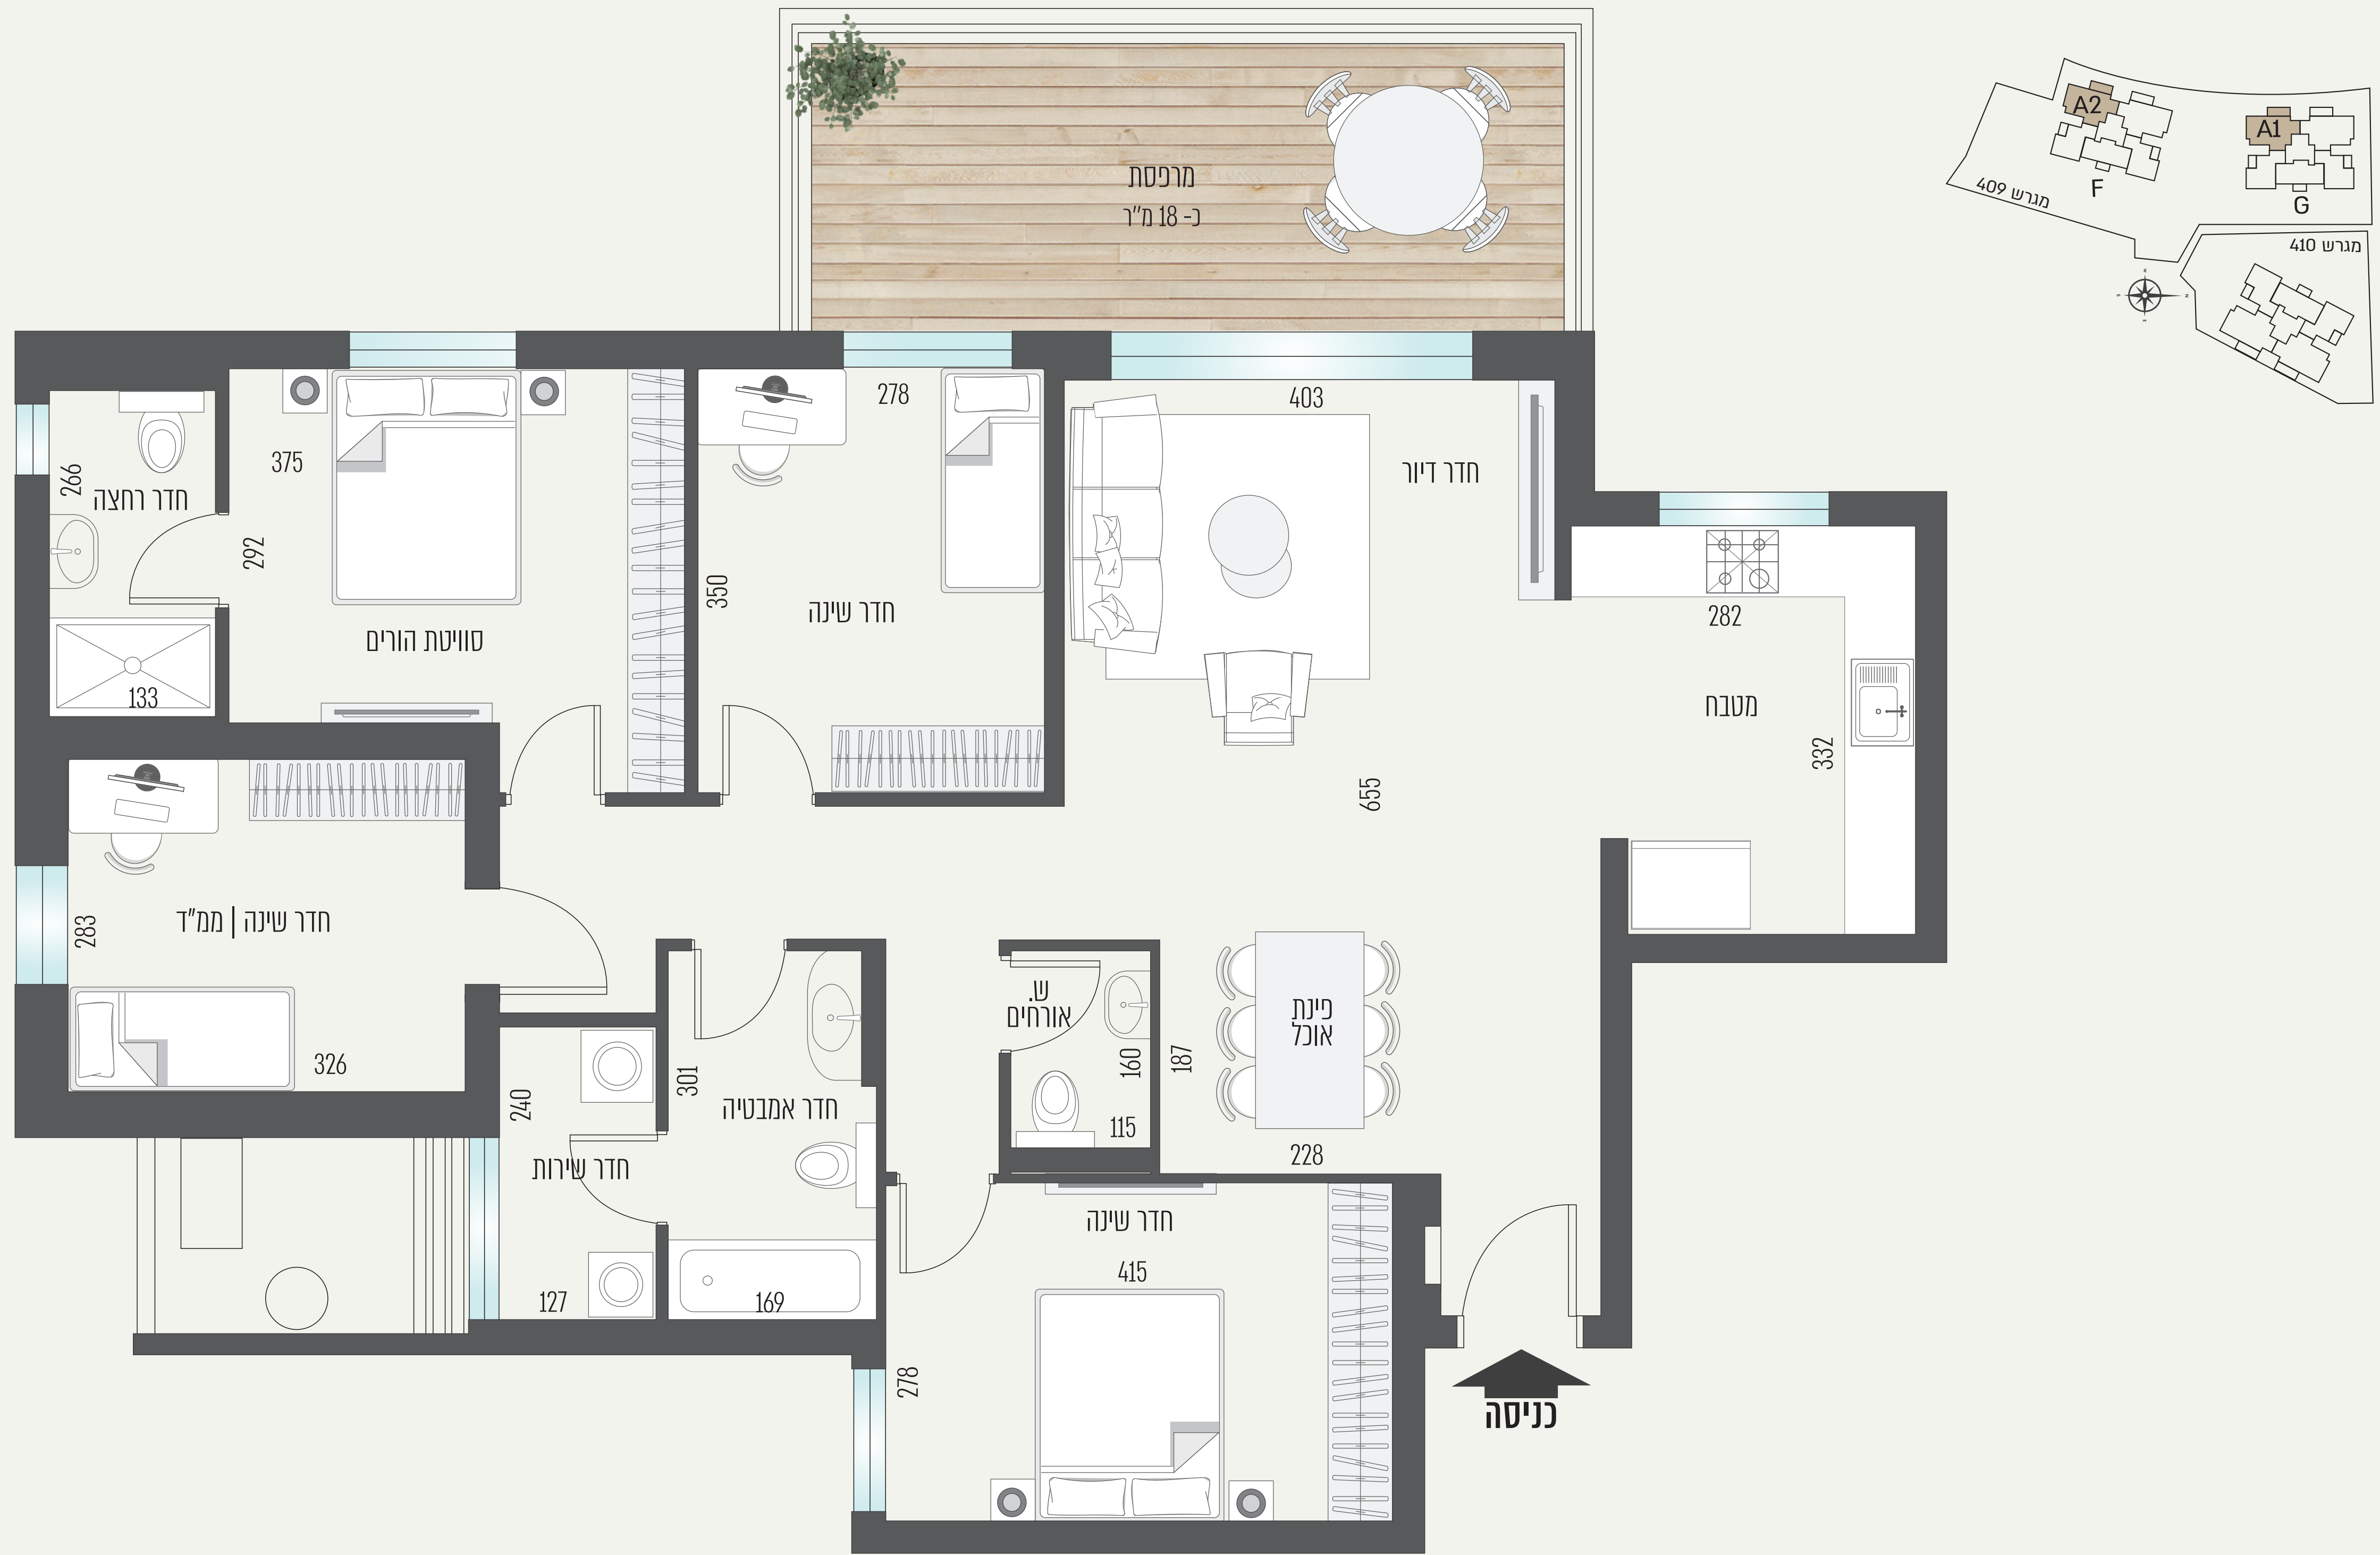 מרפסת
כ- 18 מ"ר
A2
A1
F
G
מגרש 409
מגרש 410
278
403
375
266
חדר רחצה
292
סוויטת הורים
133
350
חדר שינה
חדר דיור
282
מטבח
332
655
חדר שינה | ממ"ד
283
326
ש.
אורחים
160
115
187
פינת
אוכל
228
240
301
חדר אמבטיה
חדר שירות
127
169
חדר שינה
415
278
כניסה